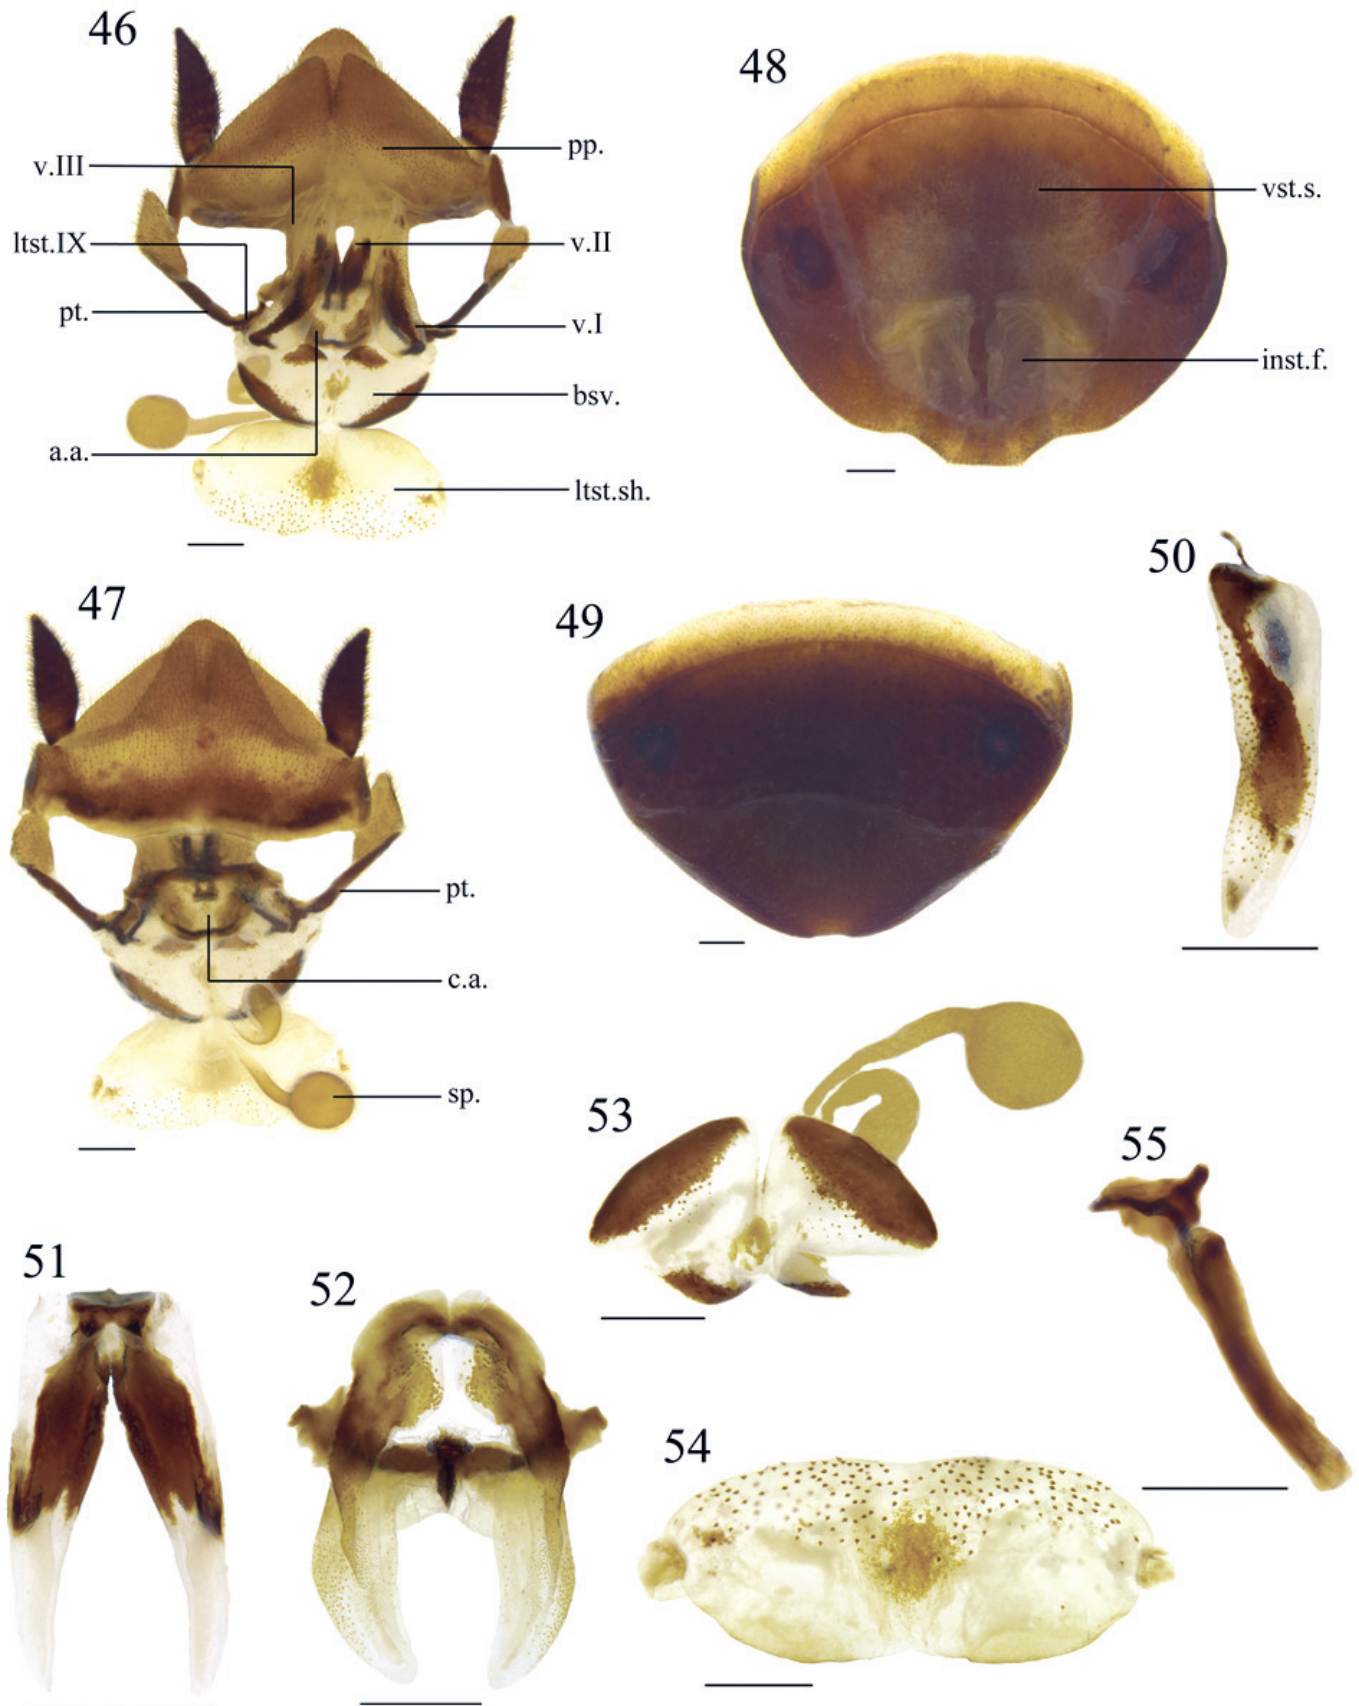 46
48
v.III
pp.
vst.s.
ltst.IX
v.II
pt.
v.I
inst.f.
bsv.
a.a.
ltst.sh.
50
47
49
pt.
c.a.
sp.
53
55
51
52
54